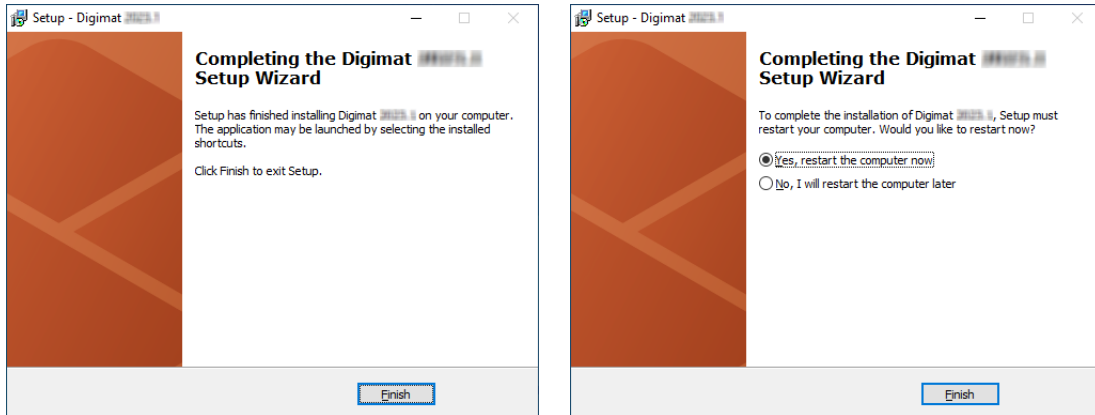 Setup - Digimat
Completing the Digimat
Setup Wizard
Setup has finished installing Digimat on your computer.
The application may be launched by selecting the installed
shortcuts.
Click Finish to exit Setup.
Finish
Setup - Digimat
Completing the Digimat
Setup Wizard
To complete the installation of Digimat , Setup must
restart your computer. Would you like to restart now?
Yes, restart the computer now
No, I will restart the computer later
Finish